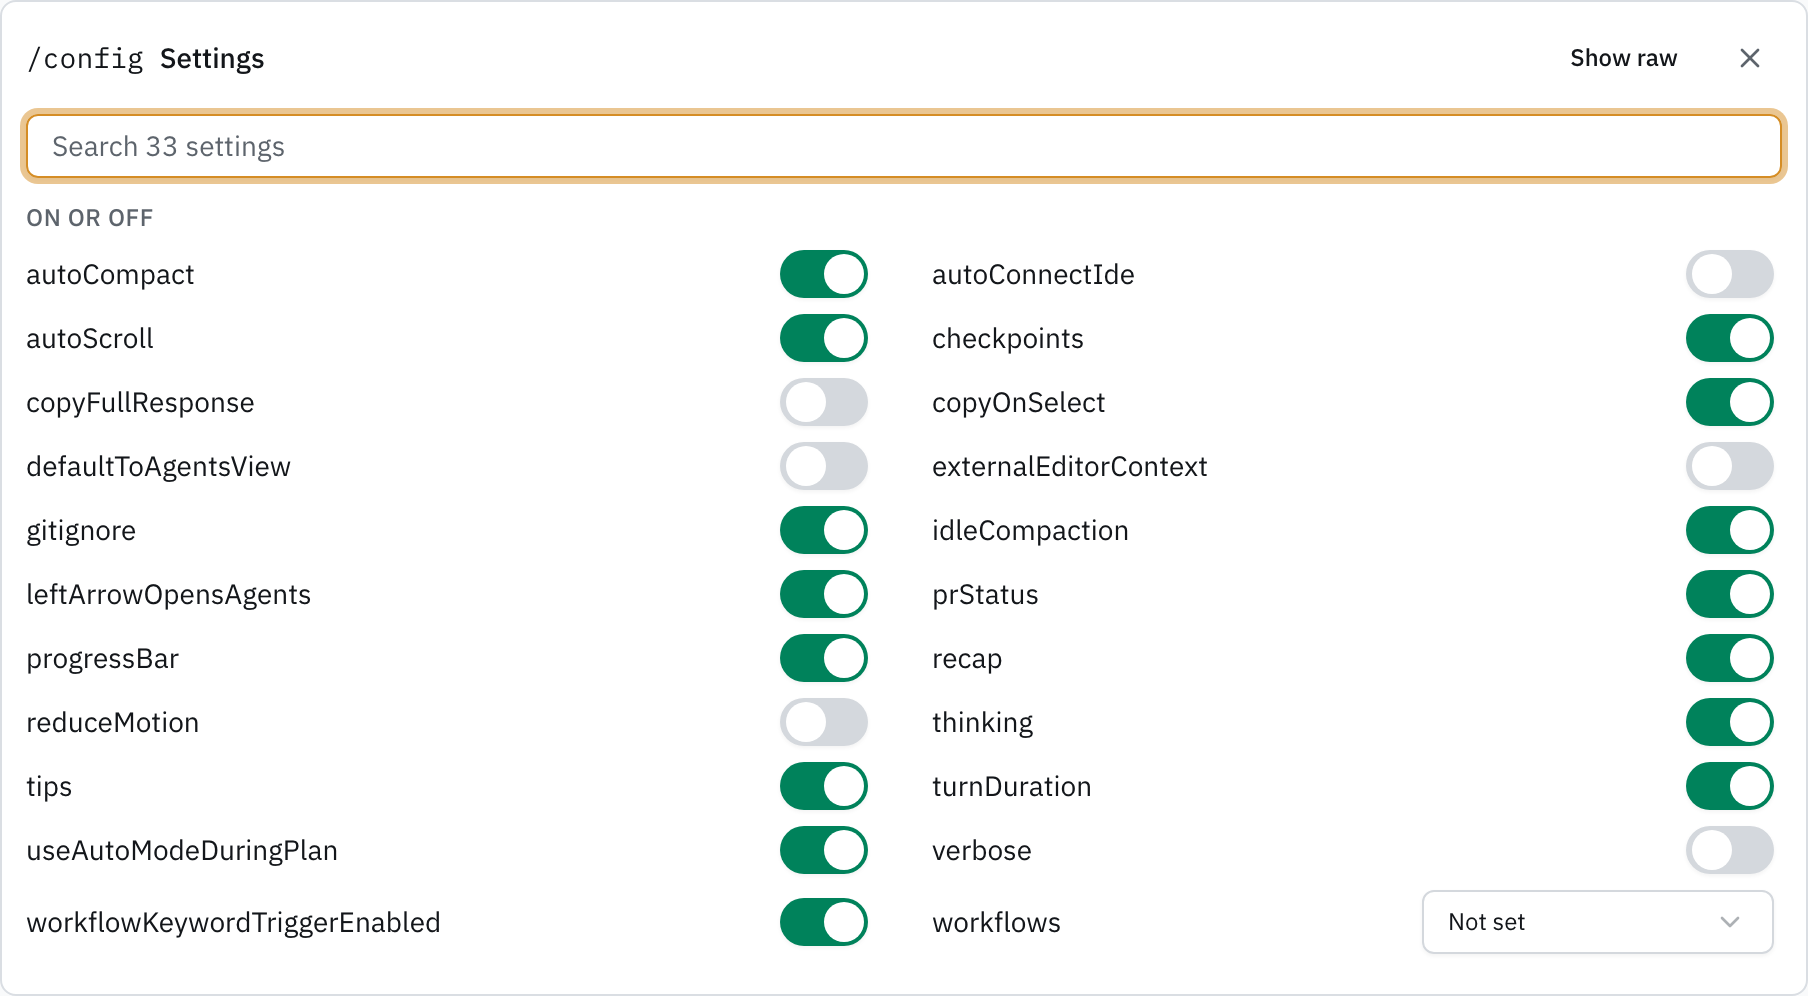 /config Settings
Show raw
Search 33 settings
ON OR OFF
autoCompact
autoConnectIde
autoScroll
checkpoints
copyFullResponse
copyOnSelect
defaultToAgentsView
externalEditorContext
gitignore
idleCompaction
leftArrowOpensAgents
prStatus
progressBar
recap
reduceMotion
thinking
tips
turnDuration
useAutoModeDuringPlan
verbose
workflowKeywordTriggerEnabled
workflows
Not set